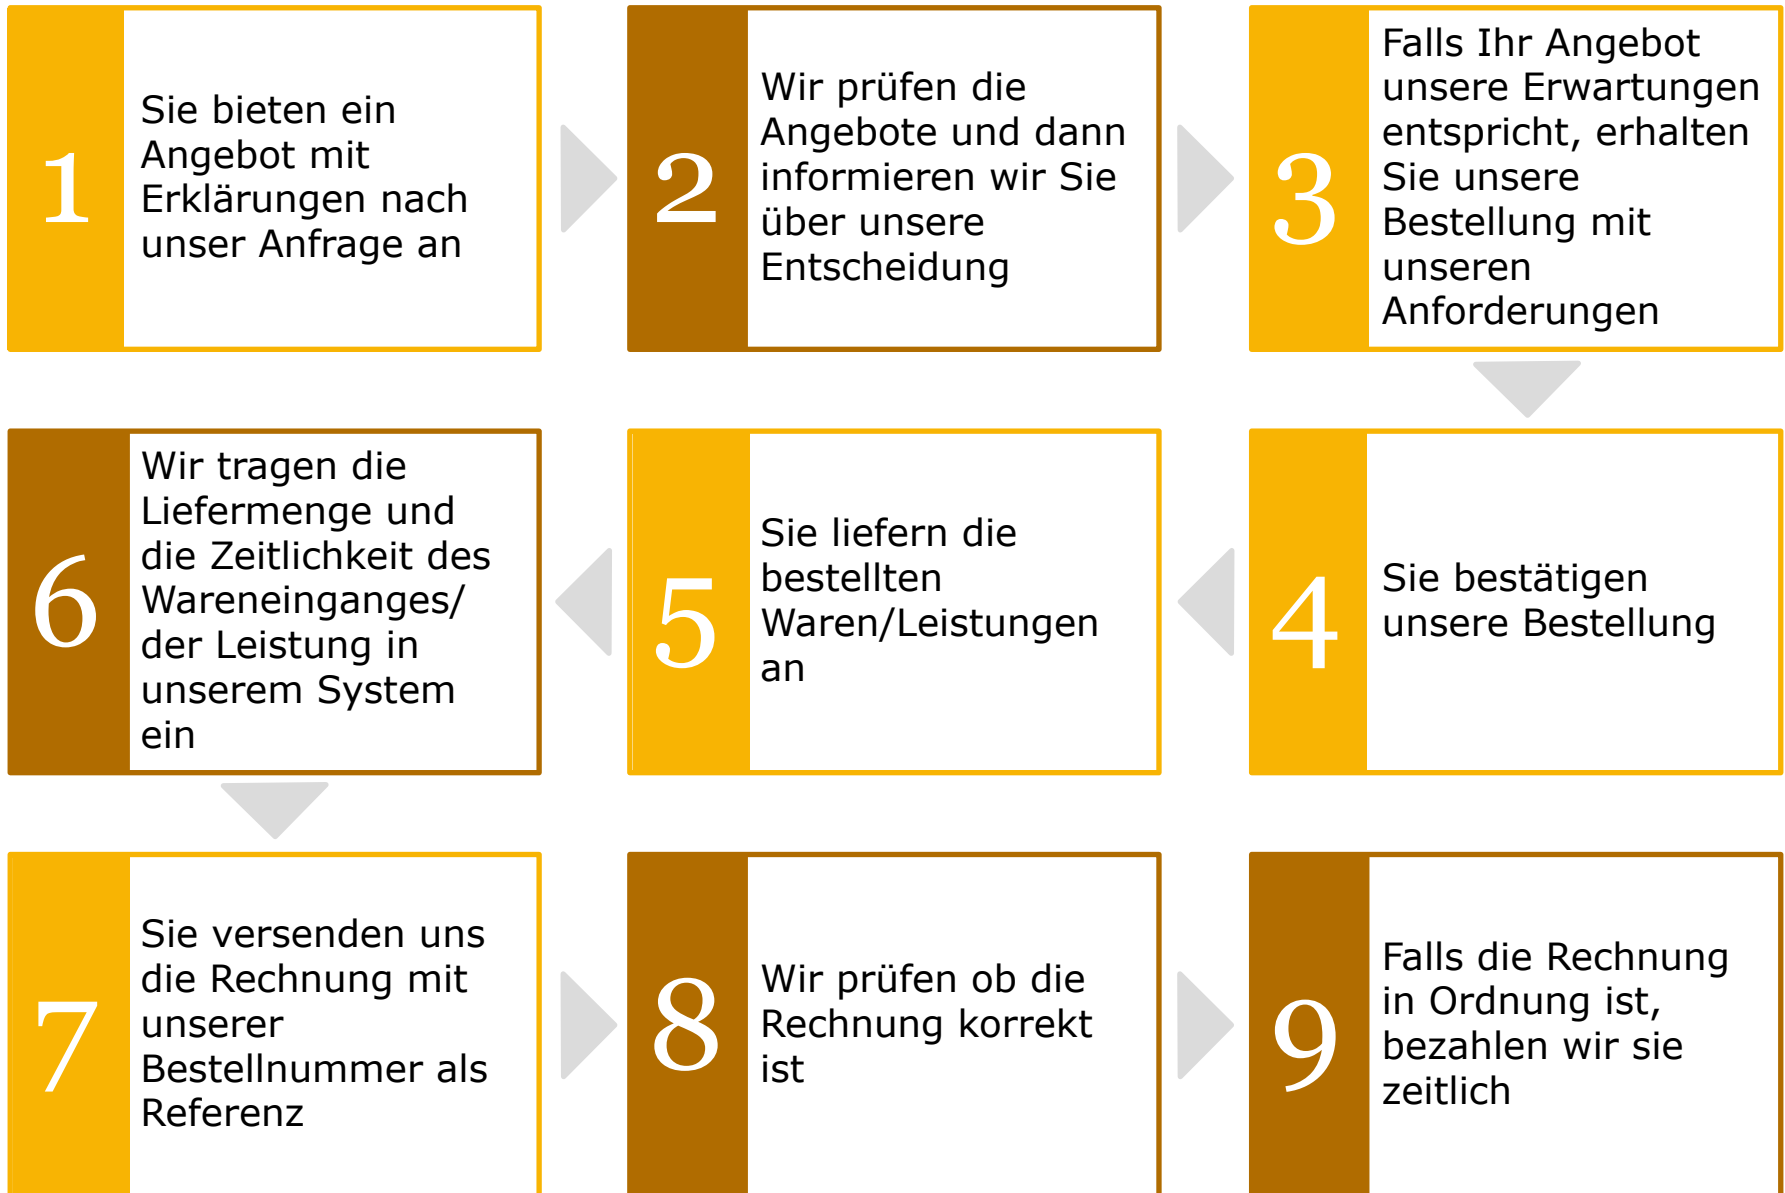 1
Sie bieten ein
Angebot mit
Erklärungen nach
unser Anfrage an
2
Wir prüfen die
Angebote und dann
informieren wir Sie
über unsere
Entscheidung
3
Falls Ihr Angebot
unsere Erwartungen
entspricht, erhalten
Sie unsere
Bestellung mit
unseren
Anforderungen
4
Sie bestätigen
unsere Bestellung
5
Sie liefern die
bestellten
Waren/Leistungen
an
6
Wir tragen die
Liefermenge und
die Zeitlichkeit des
Wareneinganges/
der Leistung in
unserem System
ein
7
Sie versenden uns
die Rechnung mit
unserer
Bestellnummer als
Referenz
8
Wir prüfen ob die
Rechnung korrekt
ist
9
Falls die Rechnung
in Ordnung ist,
bezahlen wir sie
zeitlich